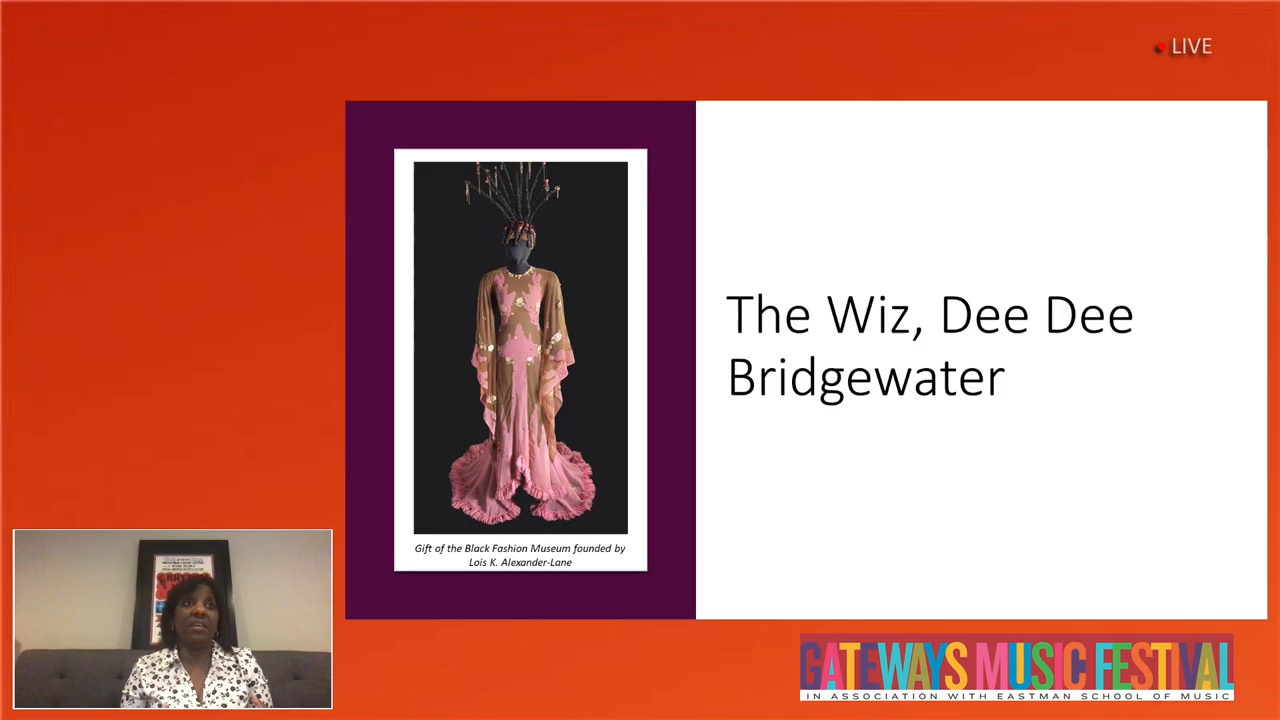 LIVE
The Wiz, Dee Dee
Bridgewater
Gift of the Black Fashion Museum founded by
Lois K. Alexander-Lane
GATEWAYS MUSIC FESTIVAL
IN ASSOCIATION WITH EASTMAN SCHOOL OF MUSIC